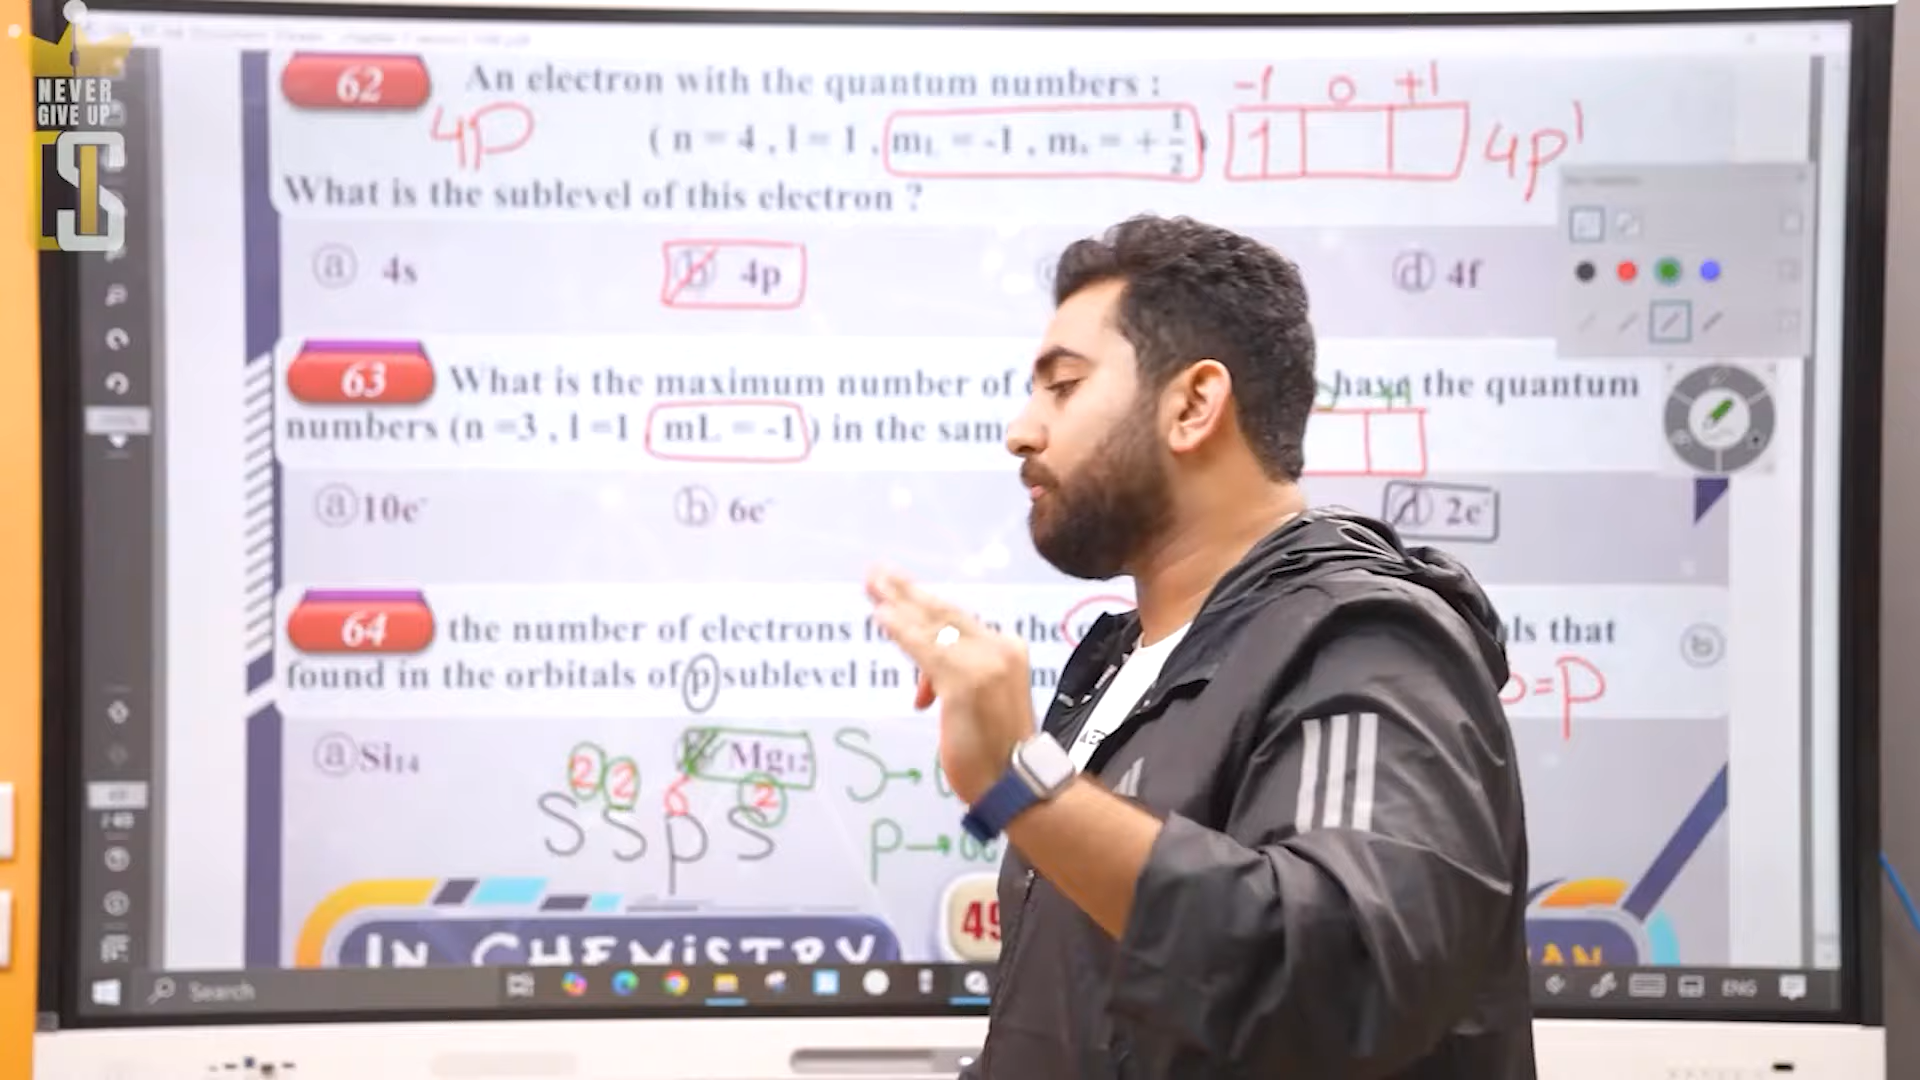 NEVER
GIVE UP
62 An electron with the quantum numbers : -1 0 +1
4p ( n = 4 , l = 1 , mL = -1 , ms = + 1/2 ) 1 4p1
What is the sublevel of this electron ?
a 4s b 4p d 4f
63 What is the maximum number of have the quantum
numbers (n =3 , l =1 mL = -1 ) in the
a 10e- b 6e- d 2e-
64 the number of electrons in the that
found in the orbitals of p sublevel in =p
a Si14 Mg12 S→
2 2 6 2
S S p S p→
IN CHEMISTRY
Search ENG